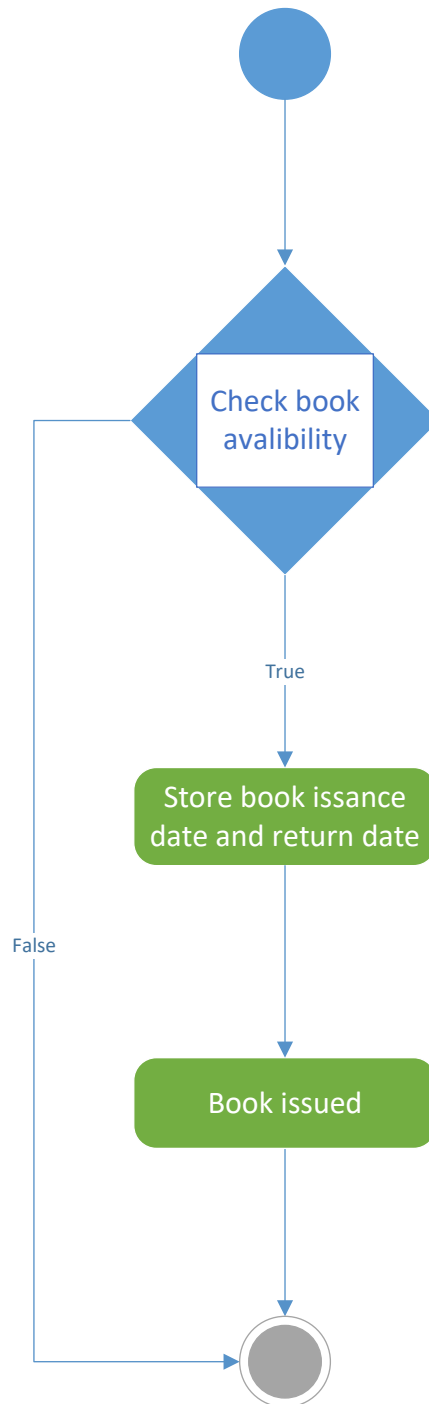 Check book
avalibility
True
Store book issance
date and return date
False
Book issued